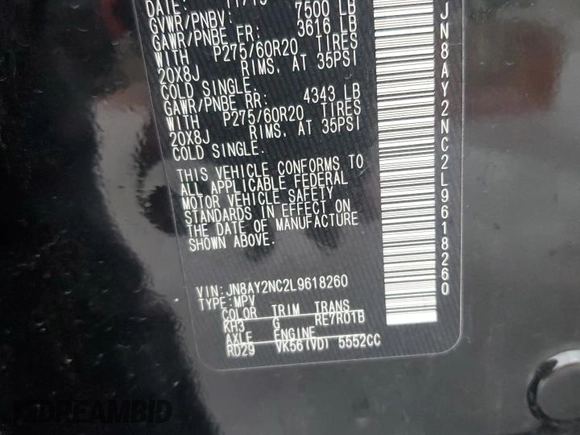 GVWR/PNBV: 7500 LB
GAWR/PNBE FR: 3616 LB
WITH P275/60R20 TIRES
20X8J RIMS, AT 35PSI
COLD SINGLE.
GAWR/PNBE RR: 4343 LB
WITH P275/60R20 TIRES
20X8J RIMS, AT 35PSI
COLD SINGLE.
THIS VEHICLE CONFORMS TO
ALL APPLICABLE FEDERAL
MOTOR VEHICLE SAFETY
STANDARDS IN EFFECT ON
THE DATE OF MANUFACTURE
SHOWN ABOVE.
VIN: JN8AY2NC2L9618260
TYPE: MPV
COLOR TRIM TRANS
KH3 G RE7R01B
AXLE ENGINE
RD29 VK56(VD) 5552CC
JN8AY2NC2L9618260
DREAMBID